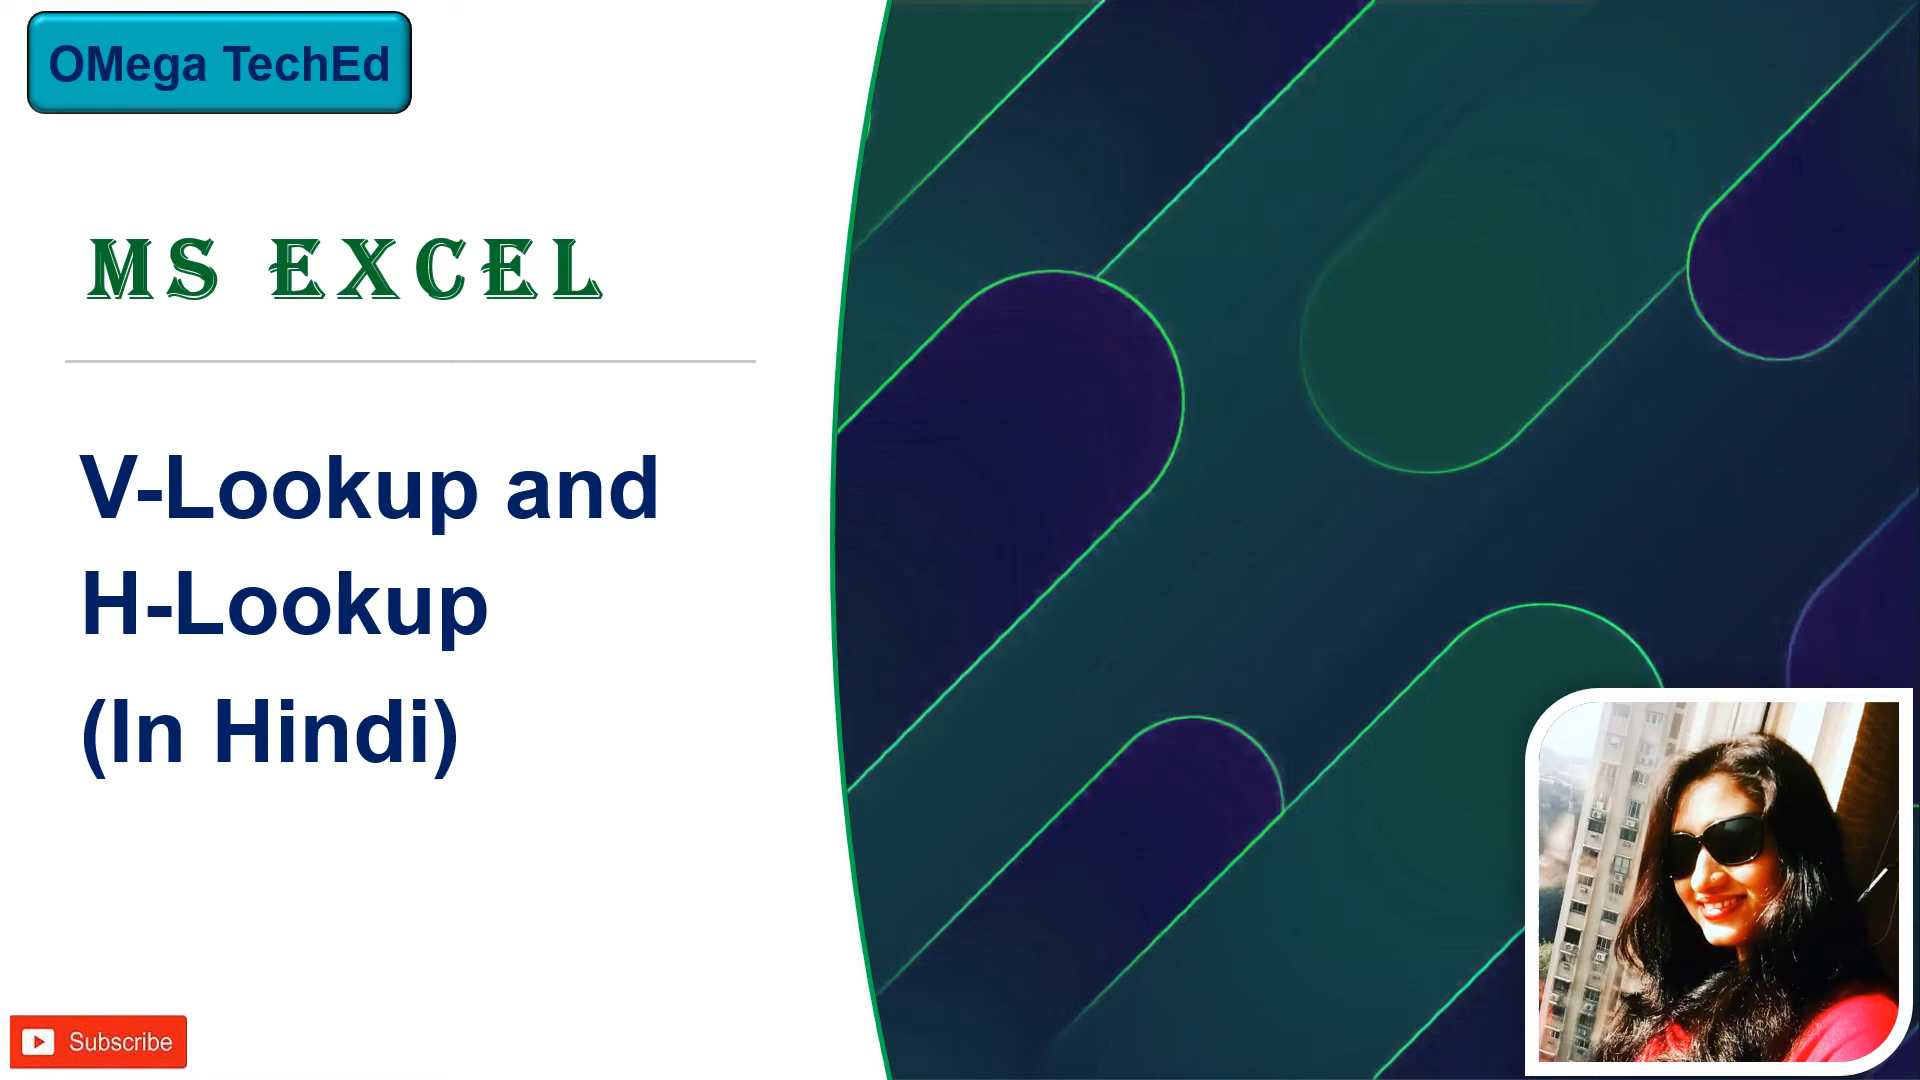 OMega TechEd
MS EXCEL
V-Lookup and
H-Lookup
(In Hindi)
Subscribe